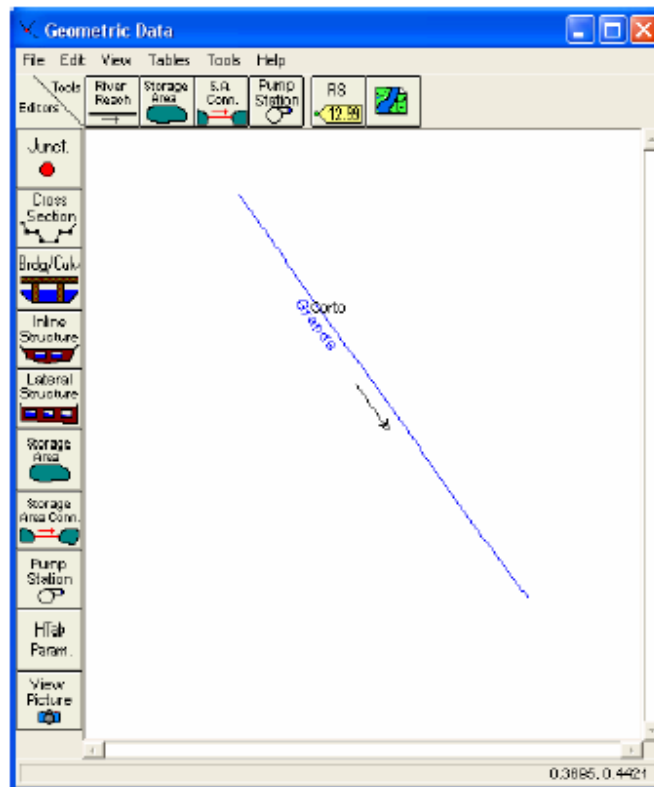 Geometric Data
File Edit View Tables Tools Help
Tools
Editors
River
Reach
Storage
Area
S.A.
Conn.
Pump
Station
RS
12.99
Junct.
Cross
Section
Brdg/Culv
Inline
Structure
Lateral
Structure
Storage
Area
Storage
Area Conn.
Pump
Station
HTab
Param.
View
Picture
Corto
Grande
0.3895, 0.4421